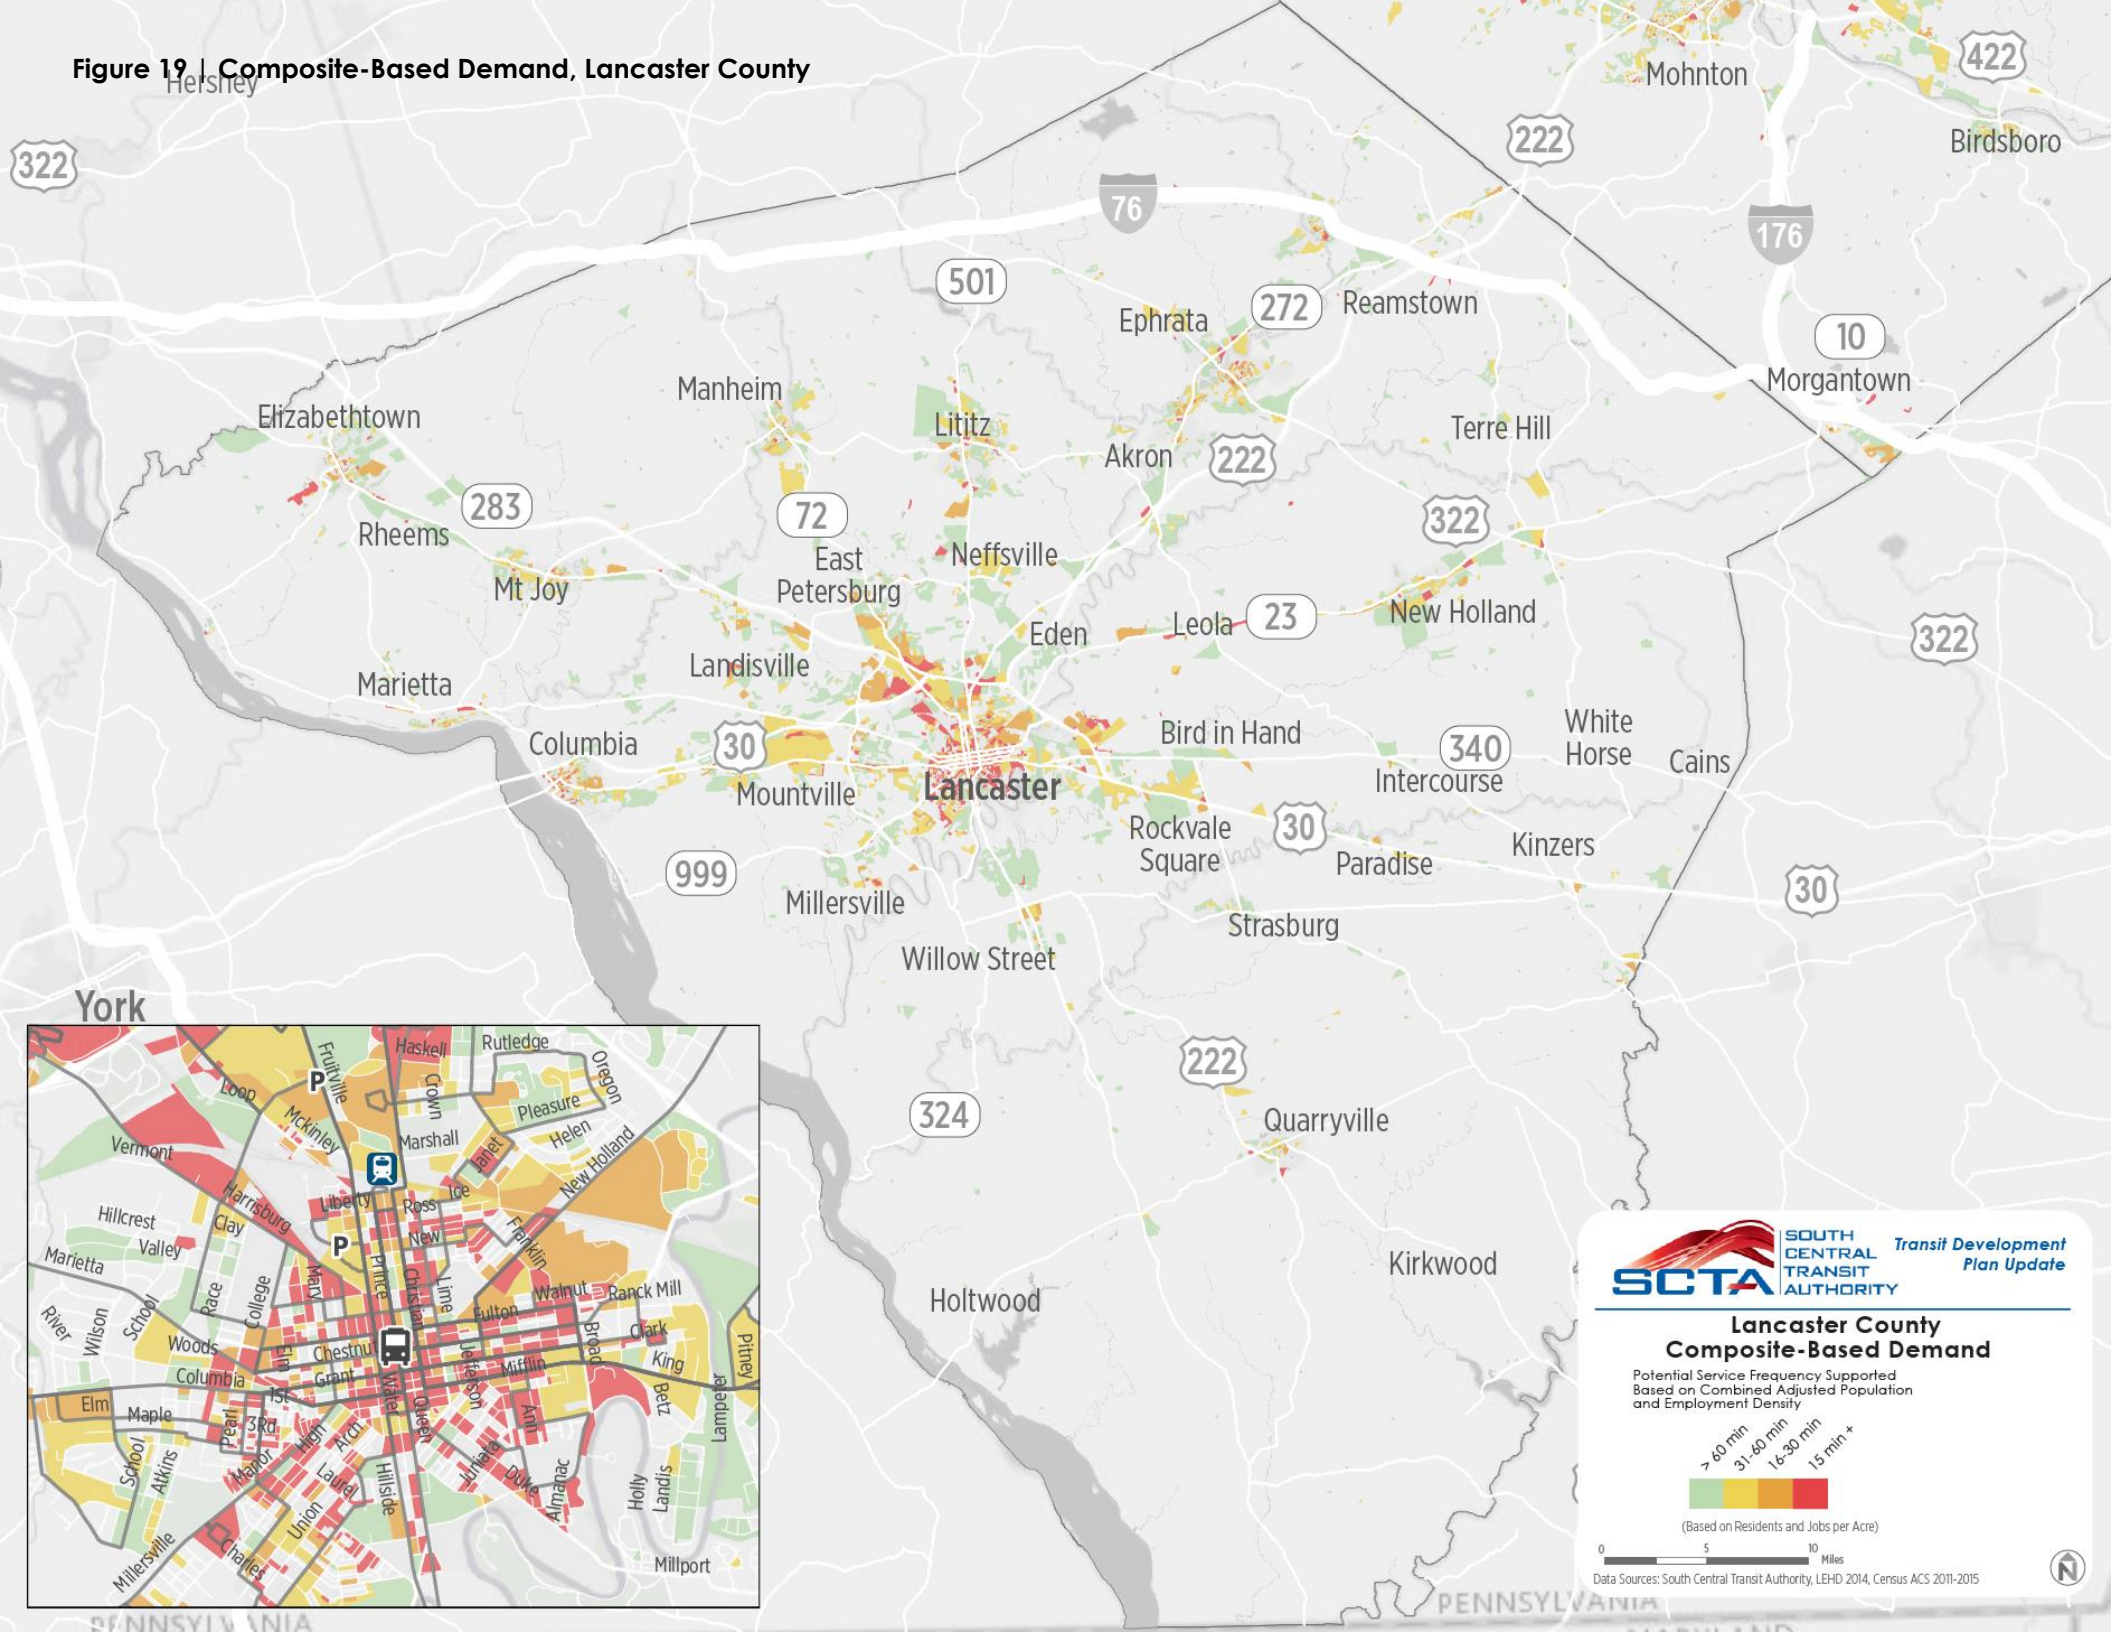 Figure 19 | Composite-Based Demand, Lancaster County
Hershey
422
Mohnton
222
Birdsboro
322
76
176
501
272
Reamstown
Ephrata
10
Morgantown
Manheim
Elizabethtown
Lititz
Terre Hill
Akron
222
283
72
322
Rheems
East
Petersburg
Neffsville
Mt Joy
Leola
23
New Holland
Eden
322
Landisville
Marietta
Columbia
30
Bird in Hand
340
White
Horse
Cains
Intercourse
Mountville
Lancaster
Rockvale
Square
30
Paradise
Kinzers
999
30
Millersville
Strasburg
Willow Street
York
222
324
Quarryville
Kirkwood
Holtwood
Haskell
Rutledge
Fruitville
Oregon
P
Loop
Crown
Pleasure
Mckinley
Marshall
Helen
Vermont
Janet
New Holland
Harrisburg
Liberty
Ross
Ice
Hillcrest
Clay
Valley
P
New
Franklin
Marietta
Mary
Prince
Christian
Lime
Race
College
Walnut
Ranck Mill
River
Wilson
School
Fulton
Woods
Elm
Chestnut
Jefferson
Broad
Clark
King
Pitney
Columbia
Grant
Mifflin
1St
Water
Queen
Betz
Lampeter
Elm
Maple
Pearl
3Rd
High
Arch
Ann
School
Atkins
Manor
Laurel
Hillside
Juniata
Duke
Almanac
Holly
Landis
Union
Millersville
Charles
Millport
SCTA
SOUTH
CENTRAL
TRANSIT
AUTHORITY
Transit Development
Plan Update
Lancaster County
Composite-Based Demand
Potential Service Frequency Supported
Based on Combined Adjusted Population
and Employment Density
> 60 min
31-60 min
16-30 min
15 min +
(Based on Residents and Jobs per Acre)
0 5 10
Miles
N
Data Sources: South Central Transit Authority, LEHD 2014, Census ACS 2011-2015
PENNSYLVANIA
PENNSYLVANIA
MARYLAND